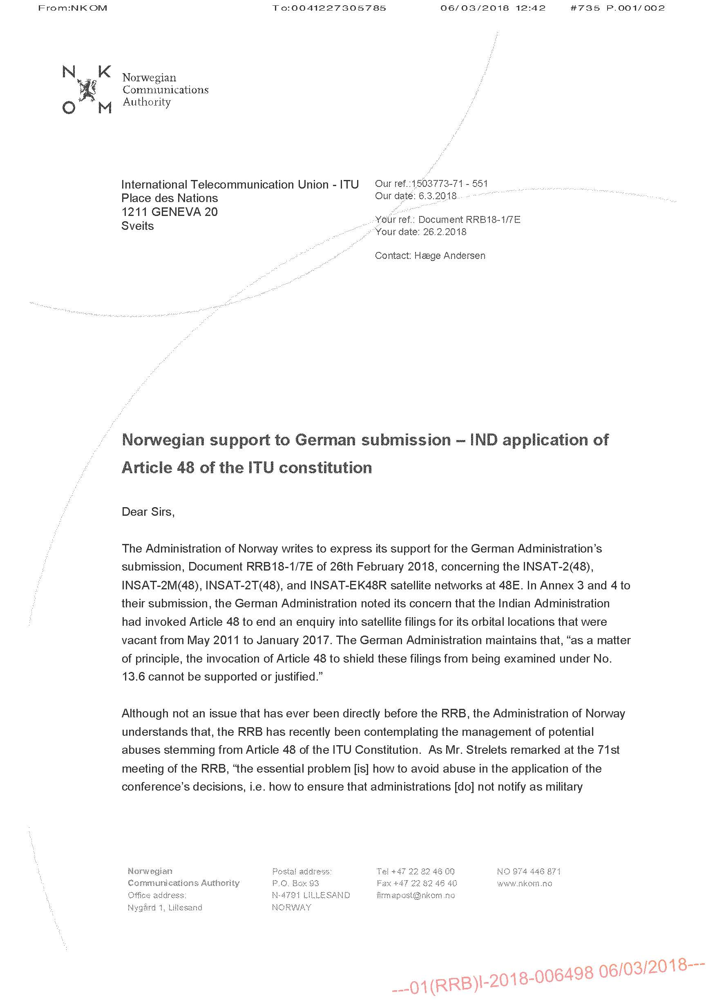 From:NKOM To:0041227305785 06/03/2018 12:42 #735 P.001/002
N K
O M
Norwegian
Communications
Authority
International Telecommunication Union - ITU
Place des Nations
1211 GENEVA 20
Sveits
Our ref.:1503773-71 - 551
Our date: 6.3.2018
Your ref.: Document RRB18-1/7E
Your date: 26.2.2018
Contact: Hæge Andersen
Norwegian support to German submission – IND application of
Article 48 of the ITU constitution
Dear Sirs,
The Administration of Norway writes to express its support for the German Administration’s
submission, Document RRB18-1/7E of 26th February 2018, concerning the INSAT-2(48),
INSAT-2M(48), INSAT-2T(48), and INSAT-EK48R satellite networks at 48E. In Annex 3 and 4 to
their submission, the German Administration noted its concern that the Indian Administration
had invoked Article 48 to end an enquiry into satellite filings for its orbital locations that were
vacant from May 2011 to January 2017. The German Administration maintains that, “as a matter
of principle, the invocation of Article 48 to shield these filings from being examined under No.
13.6 cannot be supported or justified.”
Although not an issue that has ever been directly before the RRB, the Administration of Norway
understands that, the RRB has recently been contemplating the management of potential
abuses stemming from Article 48 of the ITU Constitution.  As Mr. Strelets remarked at the 71st
meeting of the RRB, “the essential problem [is] how to avoid abuse in the application of the
conference’s decisions, i.e. how to ensure that administrations [do] not notify as military
Norwegian
Communications Authority
Office address:
Nygård 1, Lillesand
Postal address:
P.O. Box 93
N-4791 LILLESAND
NORWAY
Tel +47 22 82 46 00
Fax +47 22 82 46 40
firmapost@nkom.no
NO 974 446 871
www.nkom.no
---01(RRB)I-2018-006498 06/03/2018---